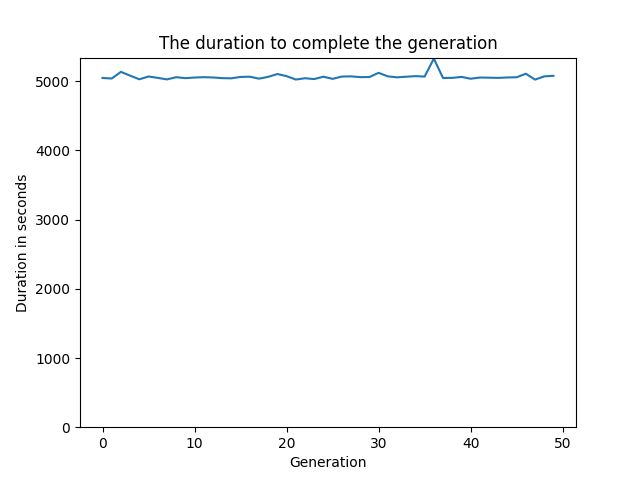 The duration to complete the generation
5000
4000
3000
2000
1000
0
Duration in seconds
0 10 20 30 40 50
Generation